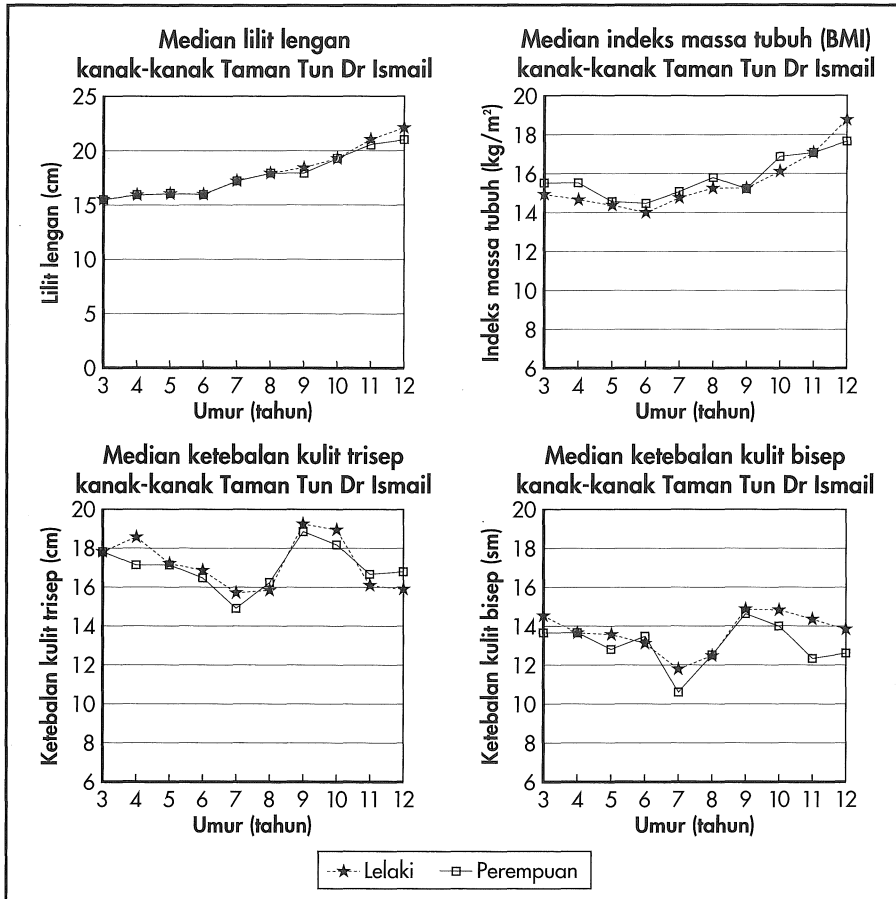 Median lilit lengan
kanak-kanak Taman Tun Dr Ismail
Lilit lengan (cm)
25
20
15
10
5
0
3 4 5 6 7 8 9 10 11 12
Umur (tahun)
Median indeks massa tubuh (BMI)
kanak-kanak Taman Tun Dr Ismail
Indeks massa tubuh (kg/m²)
20
18
16
14
12
10
8
6
3 4 5 6 7 8 9 10 11 12
Umur (tahun)
Median ketebalan kulit trisep
kanak-kanak Taman Tun Dr Ismail
Ketebalan kulit trisep (cm)
20
18
16
14
12
10
8
6
3 4 5 6 7 8 9 10 11 12
Umur (tahun)
Median ketebalan kulit bisep
kanak-kanak Taman Tun Dr Ismail
Ketebalan kulit bisep (sm)
20
18
16
14
12
10
8
6
3 4 5 6 7 8 9 10 11 12
Umur (tahun)
Lelaki Perempuan